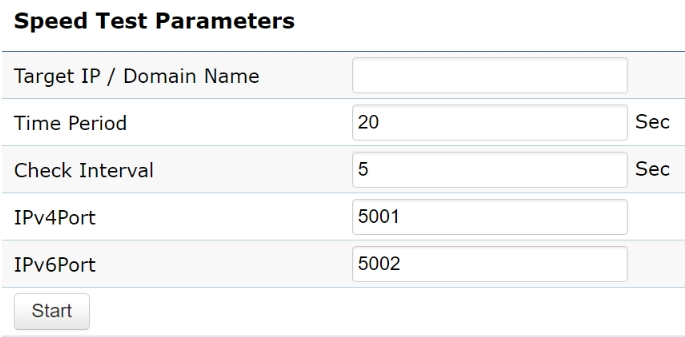 Speed Test Parameters
Target IP / Domain Name
Time Period 20 Sec
Check Interval 5 Sec
IPv4Port 5001
IPv6Port 5002
Start